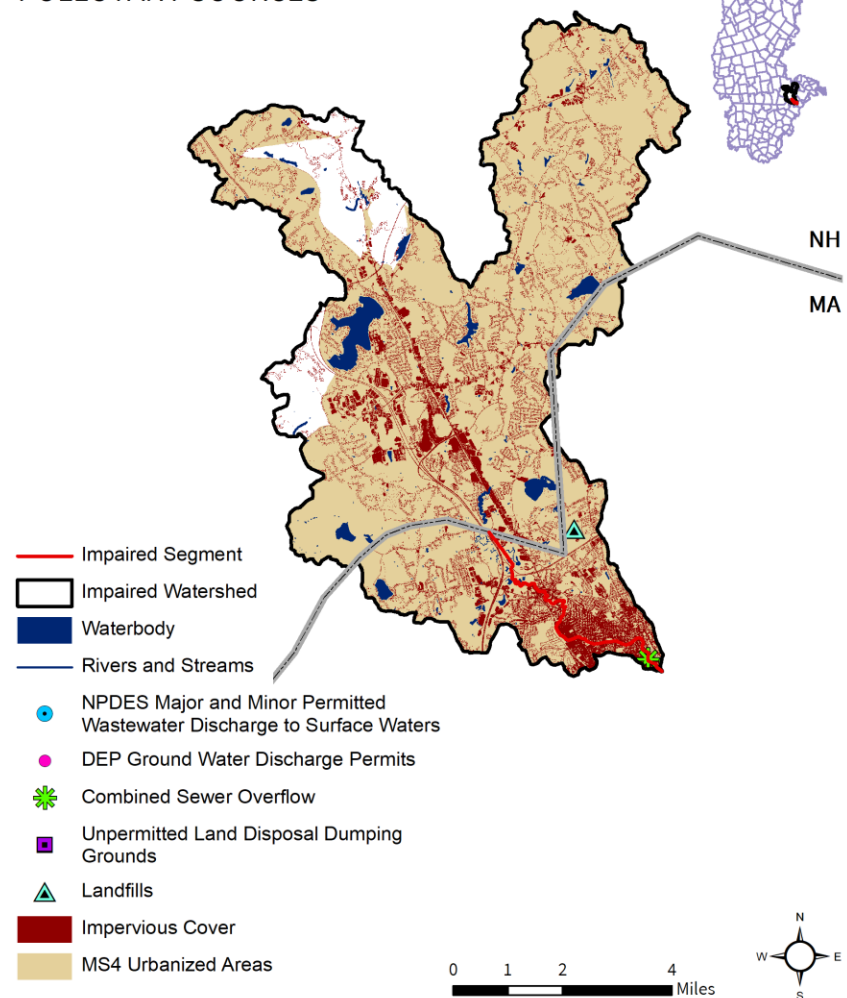 POLLUTANT SOURCES
NH
MA
Impaired Segment
Impaired Watershed
Waterbody
Rivers and Streams
NPDES Major and Minor Permitted
Wastewater Discharge to Surface Waters
DEP Ground Water Discharge Permits
Combined Sewer Overflow
Unpermitted Land Disposal Dumping
Grounds
Landfills
Impervious Cover
MS4 Urbanized Areas
0 1 2 4
Miles
N
W E
S